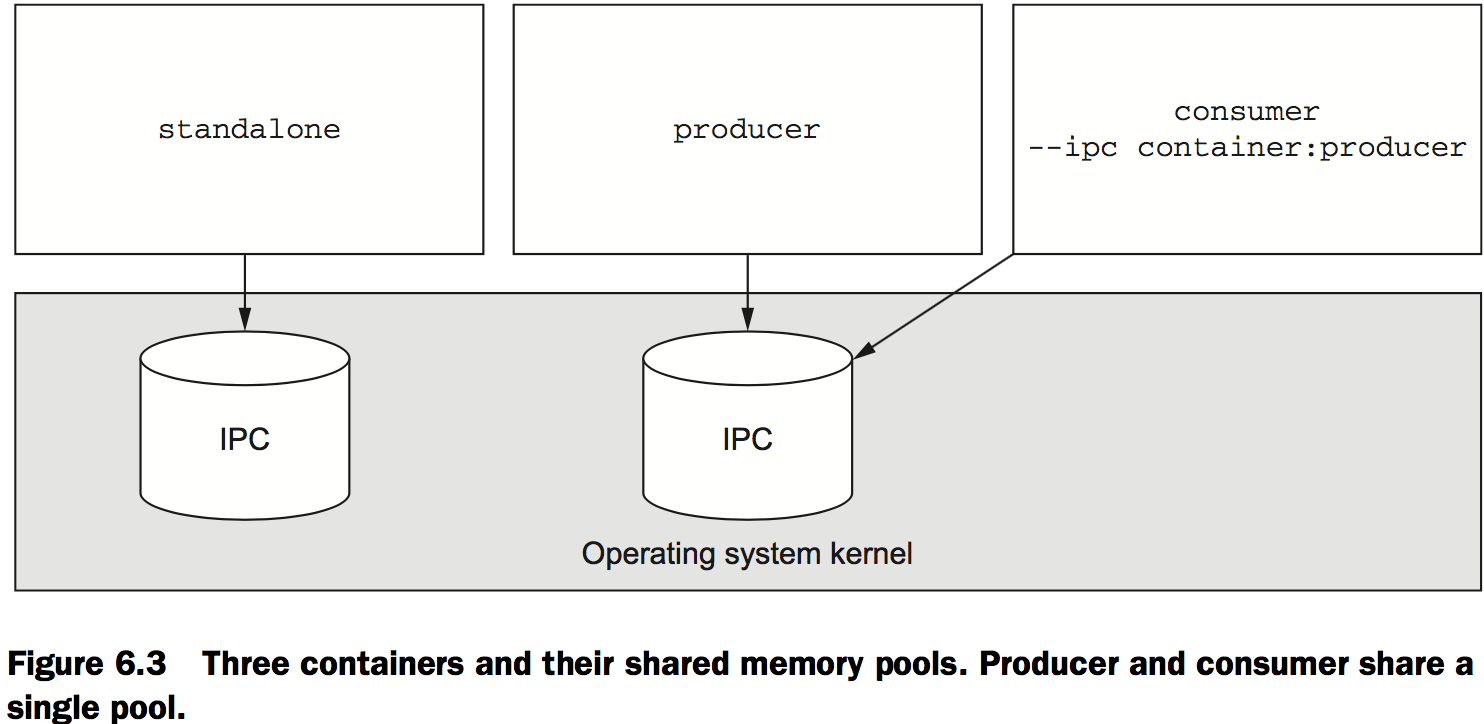 standalone
producer
consumer
--ipc container:producer
IPC
IPC
Operating system kernel
Figure 6.3 Three containers and their shared memory pools. Producer and consumer share a
single pool.